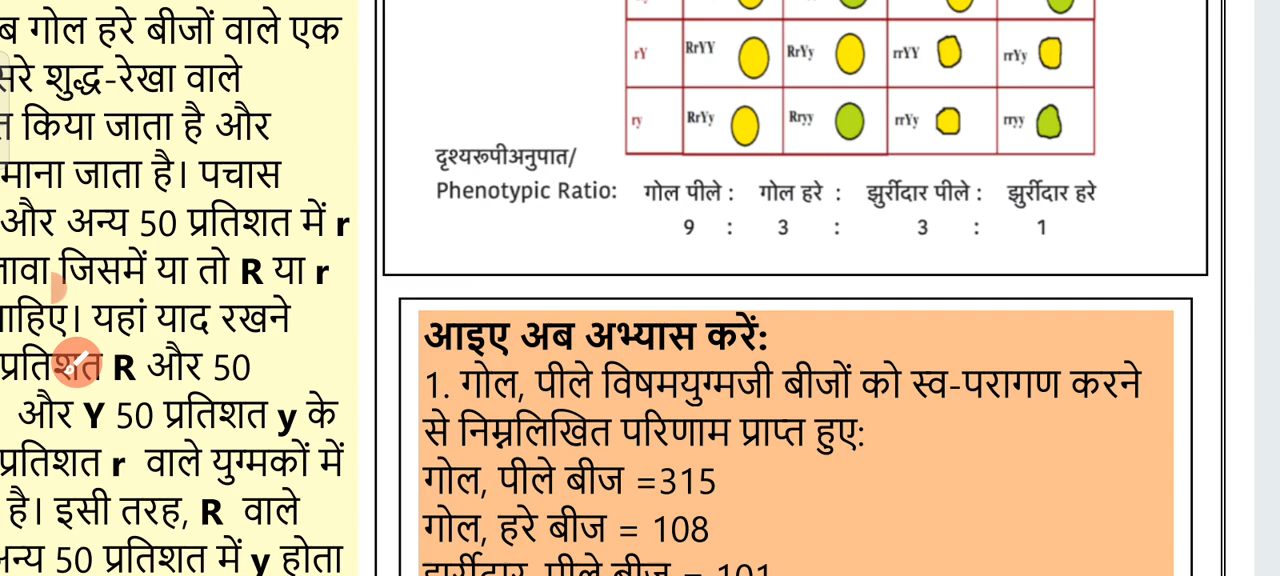 ब गोल हरे बीजों वाले एक
सरे शुद्ध-रेखा वाले
त किया जाता है और
माना जाता है। पचास
और अन्य 50 प्रतिशत में r
जिसमें या तो R या r
यहां याद रखने
प्रतिशत R और 50
और Y 50 प्रतिशत y के
प्रतिशत r वाले युग्मकों में
है। इसी तरह, R वाले
50 प्रतिशत में y होता
rY RrYY RrYy rrYY rrYy
ry RrYy Rryy rrYy rryy
दृश्यरूपीअनुपात/
Phenotypic Ratio: गोल पीले : गोल हरे : झुर्रीदार पीले : झुर्रीदार हरे
9 : 3 : 3 : 1
आइए अब अभ्यास करें:
1. गोल, पीले विषमयुग्मजी बीजों को स्व-परागण करने
से निम्नलिखित परिणाम प्राप्त हुए:
गोल, पीले बीज =315
गोल, हरे बीज = 108
झुर्रीदार, पीले बीज = 101